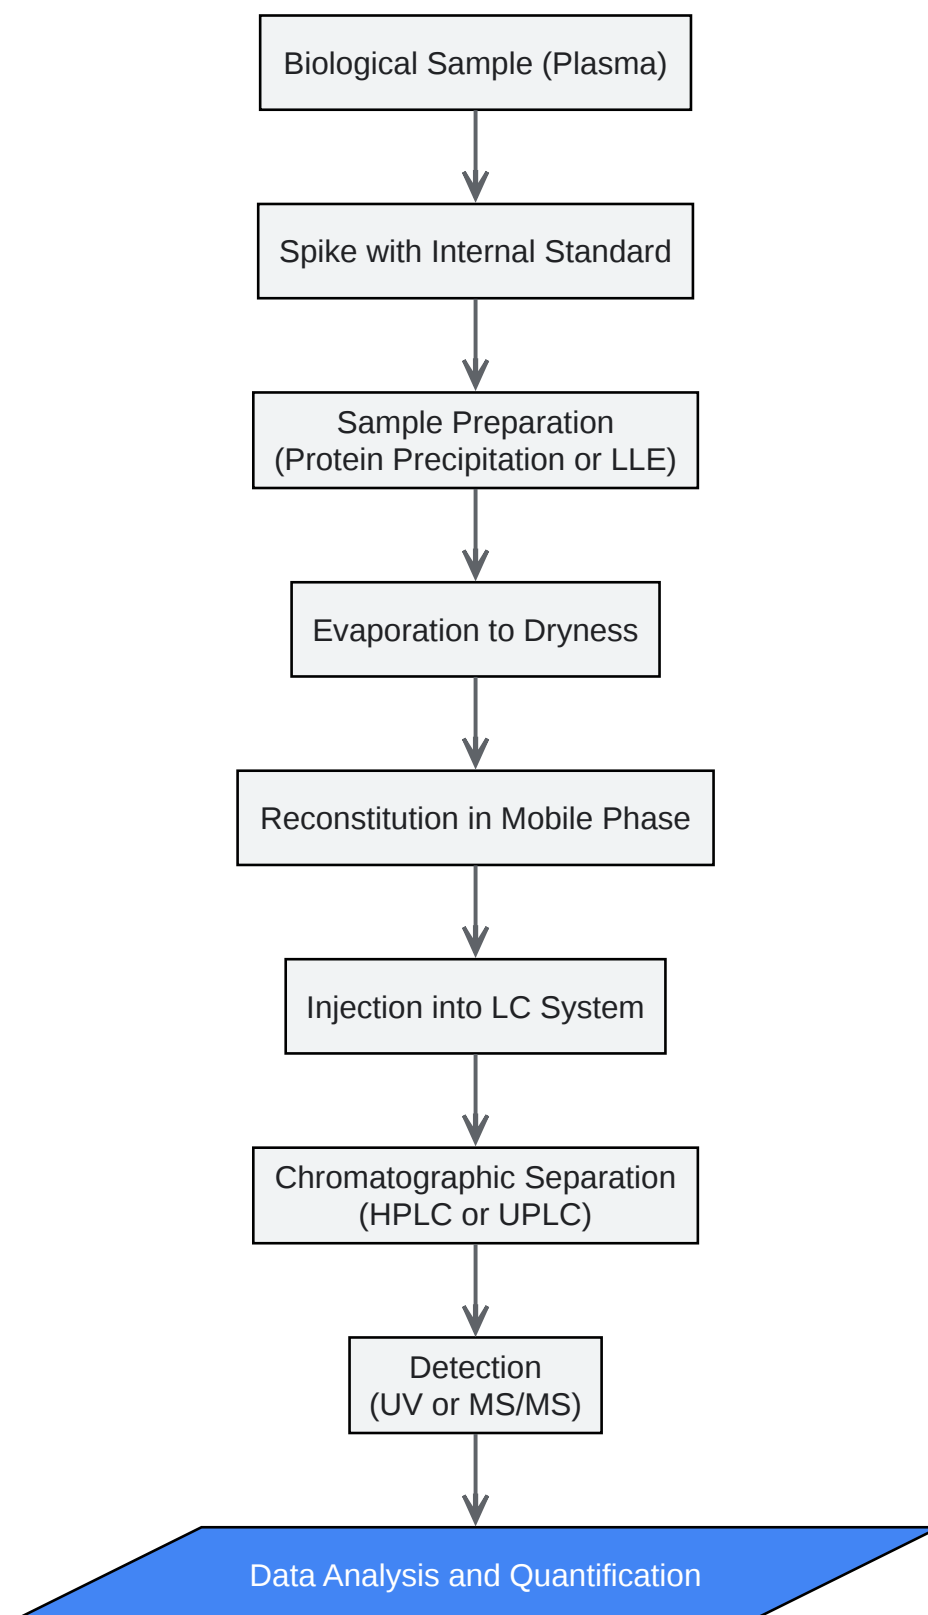 Biological Sample (Plasma)
Spike with Internal Standard
Sample Preparation
(Protein Precipitation or LLE)
Evaporation to Dryness
Reconstitution in Mobile Phase
Injection into LC System
Chromatographic Separation
(HPLC or UPLC)
Detection
(UV or MS/MS)
Data Analysis and Quantification